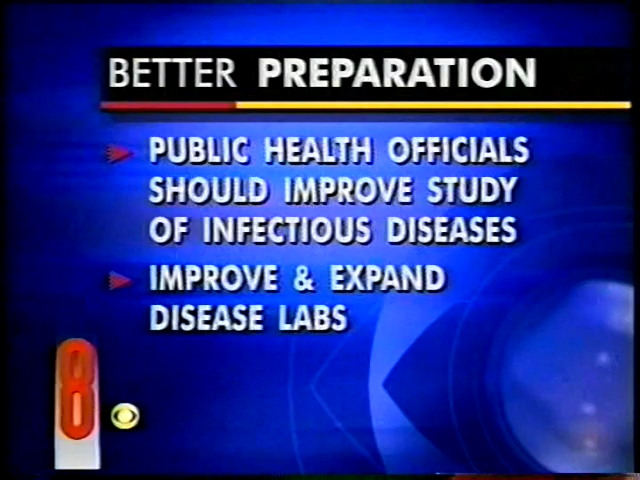 BETTER PREPARATION
PUBLIC HEALTH OFFICIALS
SHOULD IMPROVE STUDY
OF INFECTIOUS DISEASES
IMPROVE & EXPAND
DISEASE LABS
8